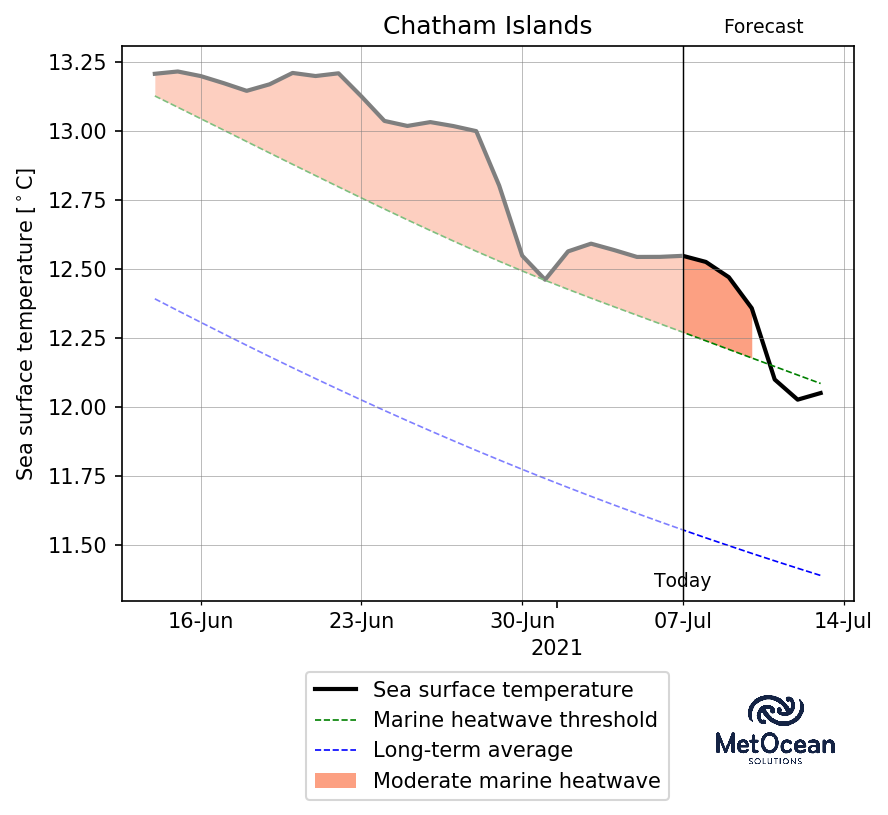 Chatham Islands
Forecast
Sea surface temperature [°C]
13.25
13.00
12.75
12.50
12.25
12.00
11.75
11.50
Today
16-Jun
23-Jun
30-Jun
07-Jul
14-Jul
2021
Sea surface temperature
Marine heatwave threshold
Long-term average
Moderate marine heatwave
MetOcean
SOLUTIONS